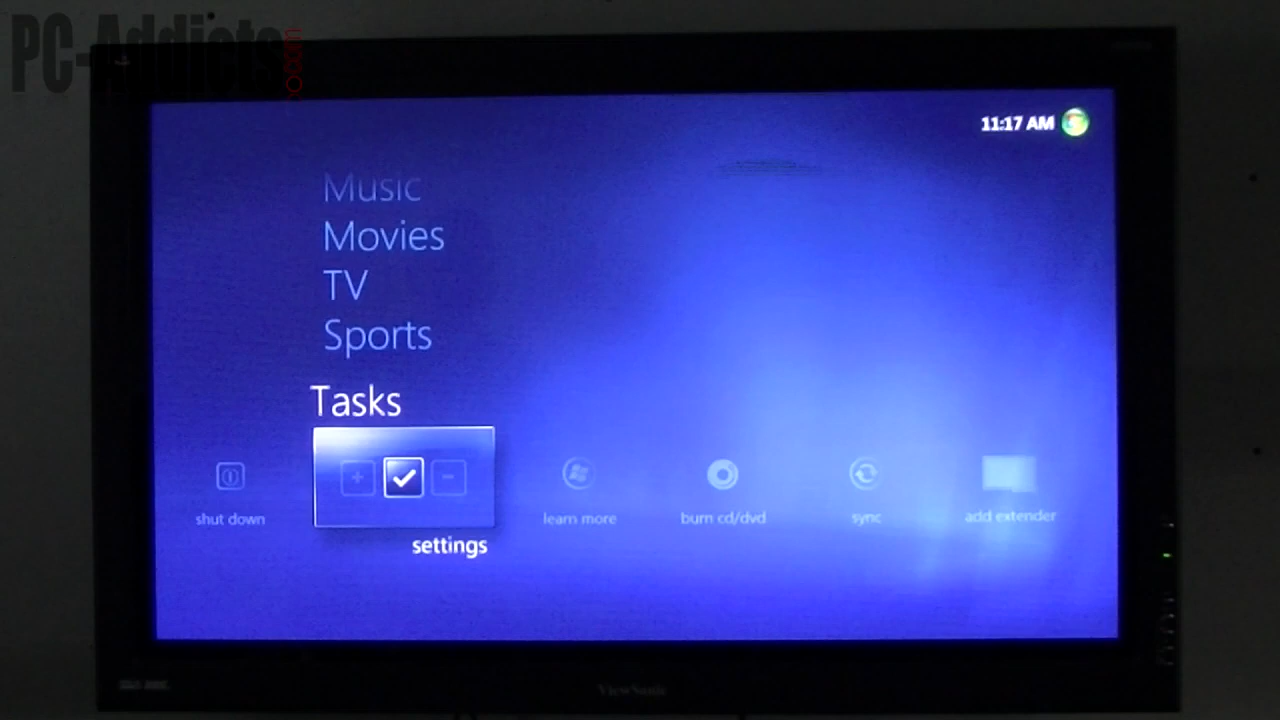 PC-Addicts
.com
11:17 AM
Music
Movies
TV
Sports
Tasks
shut down
learn more
burn cd/dvd
sync
add extender
settings
ViewSonic